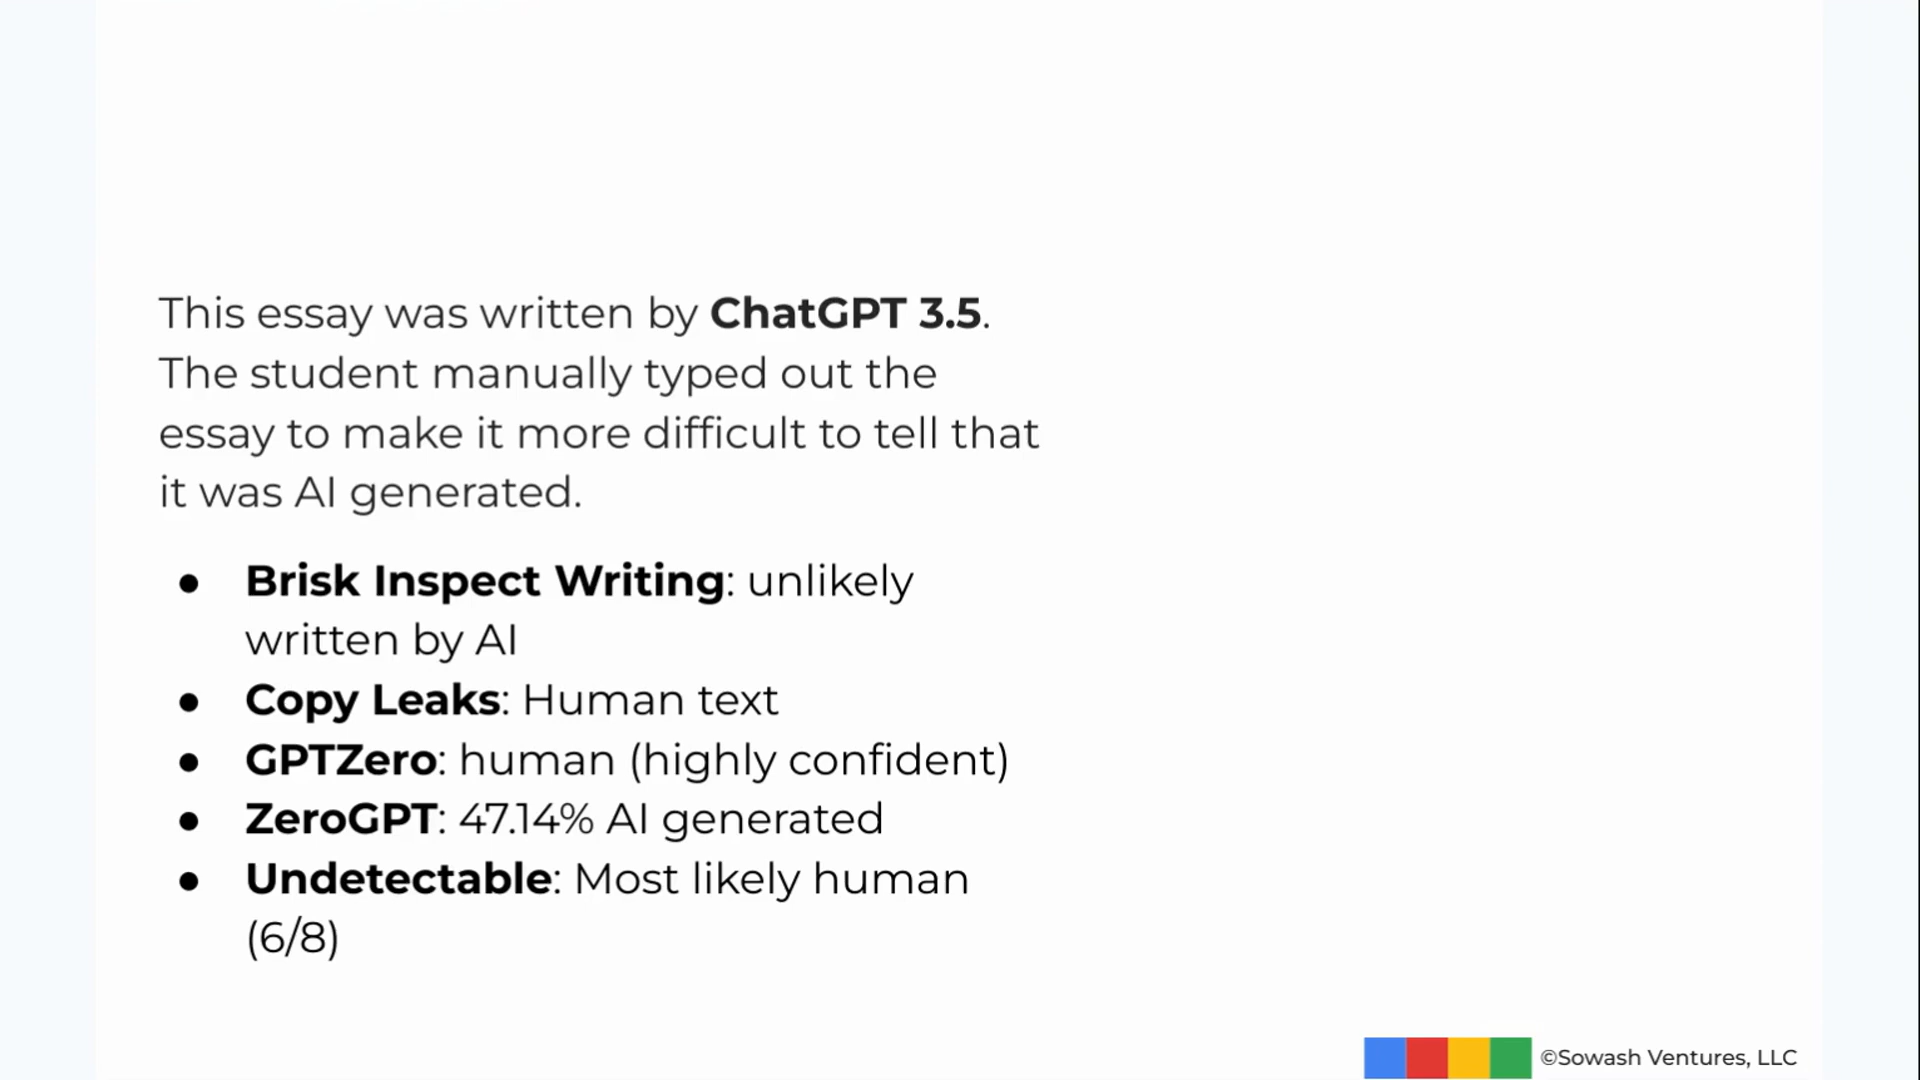 This essay was written by ChatGPT 3.5.
The student manually typed out the
essay to make it more difficult to tell that
it was AI generated.
● Brisk Inspect Writing: unlikely
written by AI
● Copy Leaks: Human text
● GPTZero: human (highly confident)
● ZeroGPT: 47.14% AI generated
● Undetectable: Most likely human
(6/8)
©Sowash Ventures, LLC